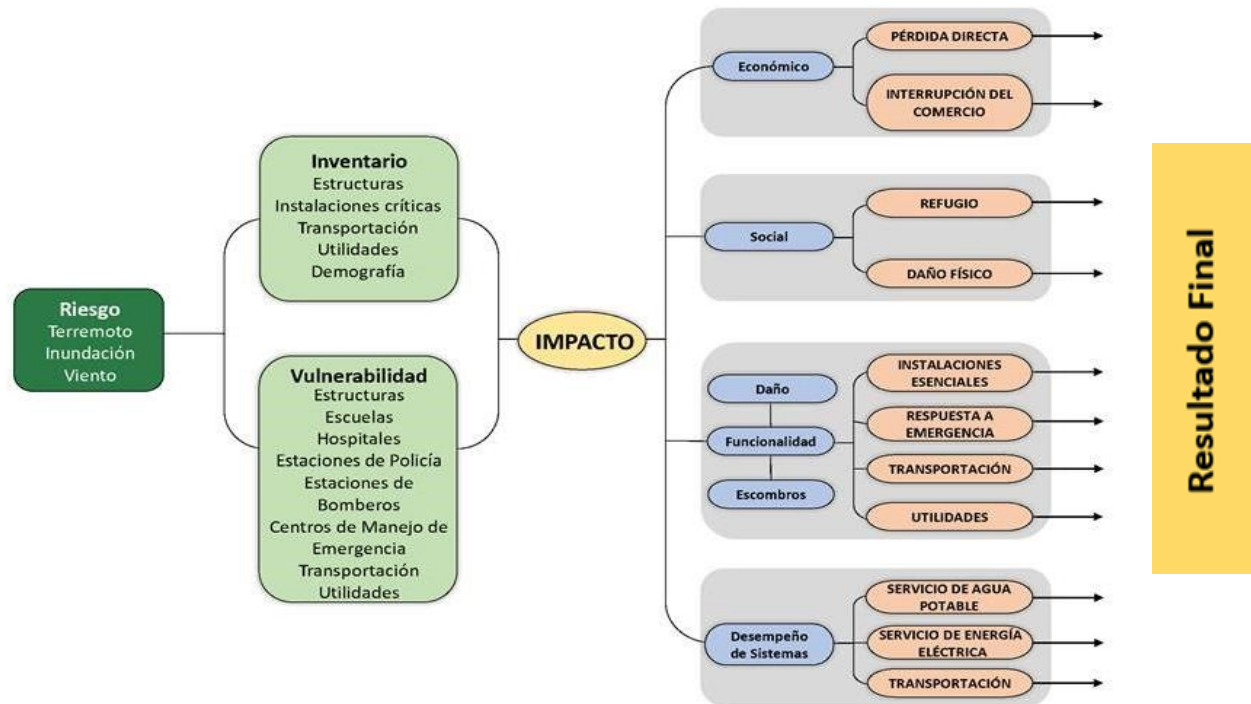 Riesgo
Terremoto
Inundación
Viento
Inventario
Estructuras
Instalaciones críticas
Transportación
Utilidades
Demografía
Vulnerabilidad
Estructuras
Escuelas
Hospitales
Estaciones de Policía
Estaciones de
Bomberos
Centros de Manejo de
Emergencia
Transportación
Utilidades
IMPACTO
Económico
PÉRDIDA DIRECTA
INTERRUPCIÓN DEL
COMERCIO
Social
REFUGIO
DAÑO FÍSICO
Daño
Funcionalidad
Escombros
INSTALACIONES
ESENCIALES
RESPUESTA A
EMERGENCIA
TRANSPORTACIÓN
UTILIDADES
Desempeño
de Sistemas
SERVICIO DE AGUA
POTABLE
SERVICIO DE ENERGÍA
ELÉCTRICA
TRANSPORTACIÓN
Resultado Final